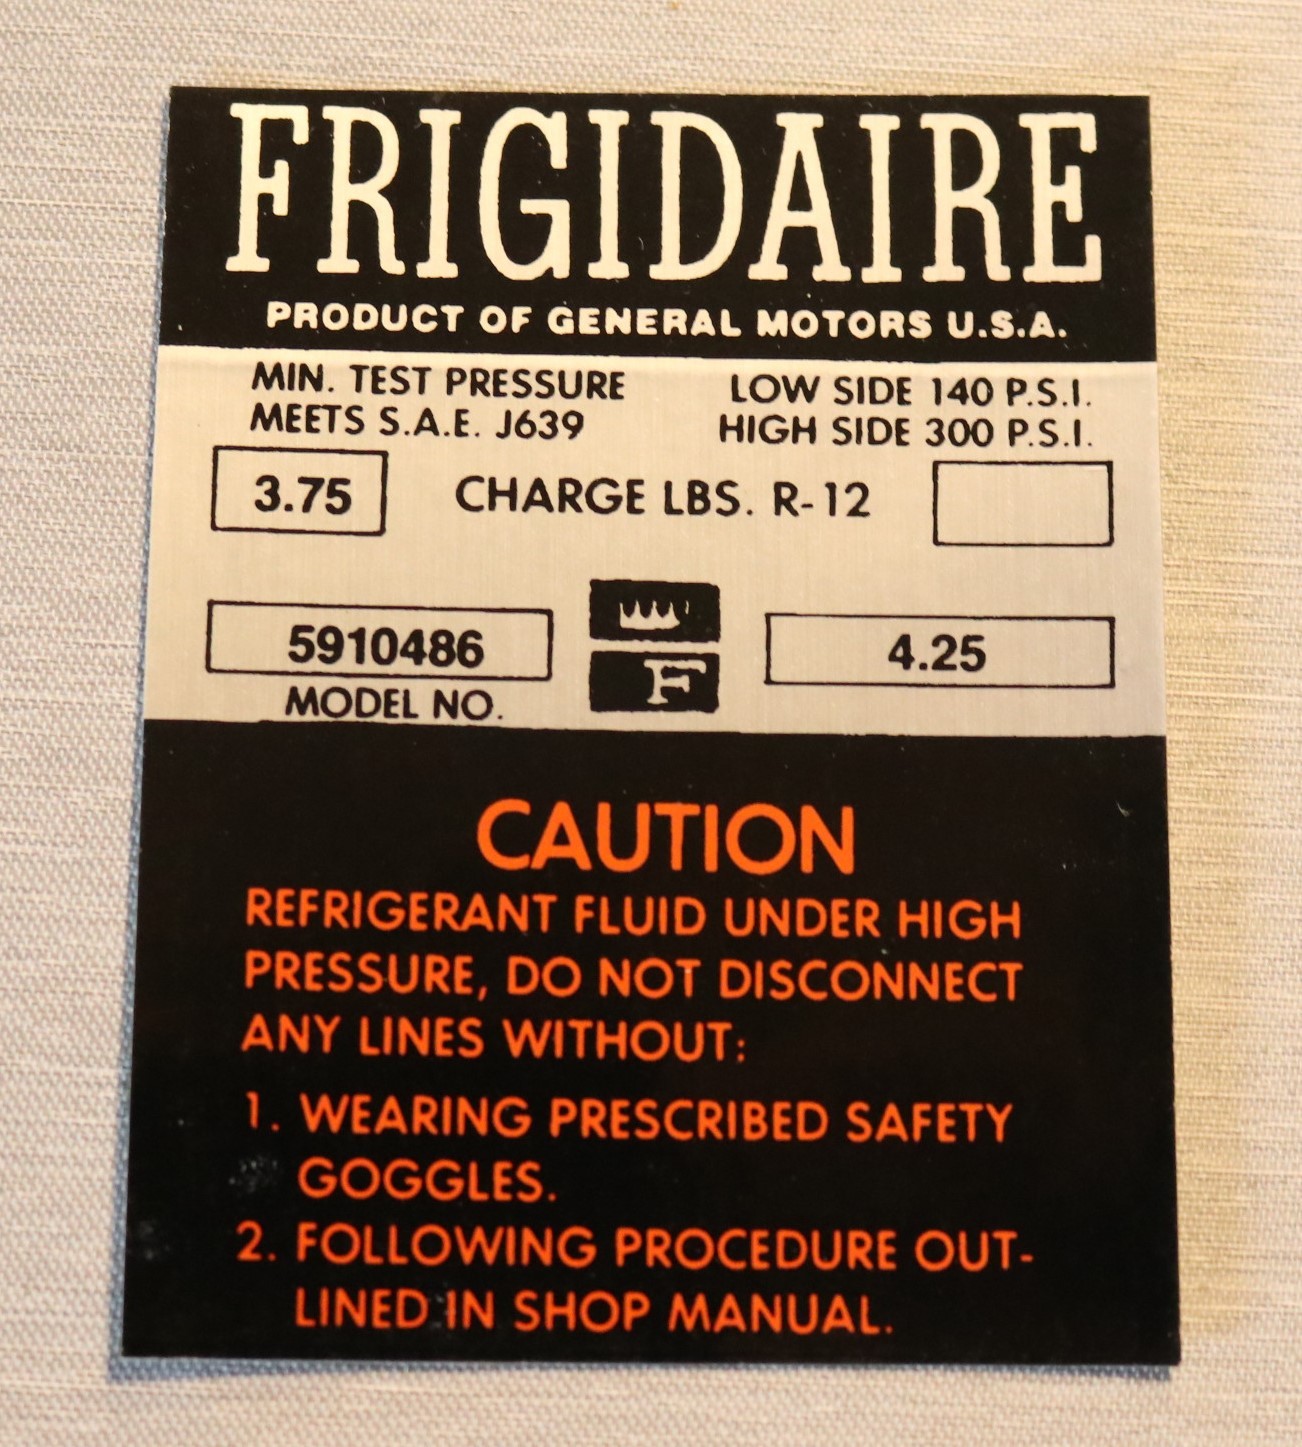 FRIGIDAIRE
PRODUCT OF GENERAL MOTORS U.S.A.
MIN. TEST PRESSURE LOW SIDE 140 P.S.I.
MEETS S.A.E. J639 HIGH SIDE 300 P.S.I.
3.75 CHARGE LBS. R-12
5910486 F 4.25
MODEL NO.
CAUTION
REFRIGERANT FLUID UNDER HIGH
PRESSURE, DO NOT DISCONNECT
ANY LINES WITHOUT:
1. WEARING PRESCRIBED SAFETY
GOGGLES.
2. FOLLOWING PROCEDURE OUT-
LINED IN SHOP MANUAL.